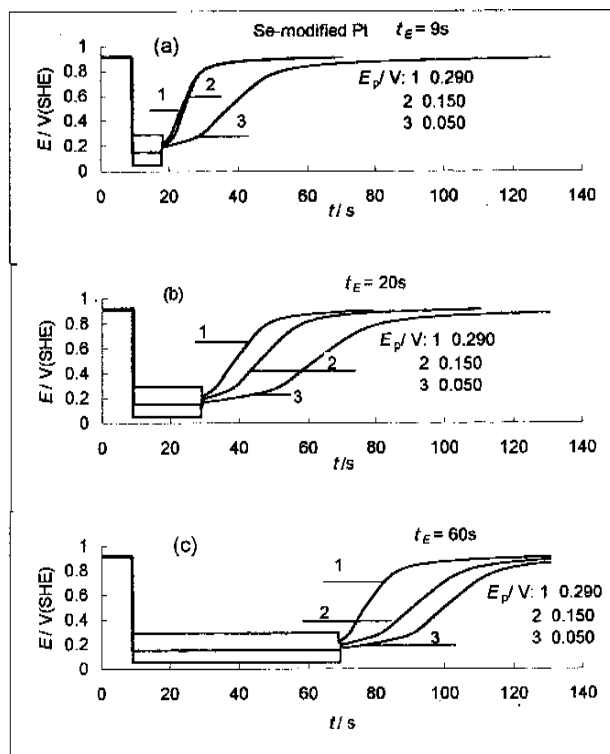 (a) Se-modified Pt t_E = 9s
1
0.8
0.6
0.4
0.2
0
E / V(SHE)
1 2 3
E_p / V: 1 0.290
2 0.150
3 0.050
0 20 40 60 80 100 120 140
t / s
(b) t_E = 20s
1
0.8
0.6
0.4
0.2
0
E / V(SHE)
1 2 3
E_p / V: 1 0.290
2 0.150
3 0.050
0 20 40 60 80 100 120 140
t / s
(c) t_E = 60s
1
0.8
0.6
0.4
0.2
0
E / V(SHE)
1 2 3
E_p / V: 1 0.290
2 0.150
3 0.050
0 20 40 60 80 100 120 140
t / s